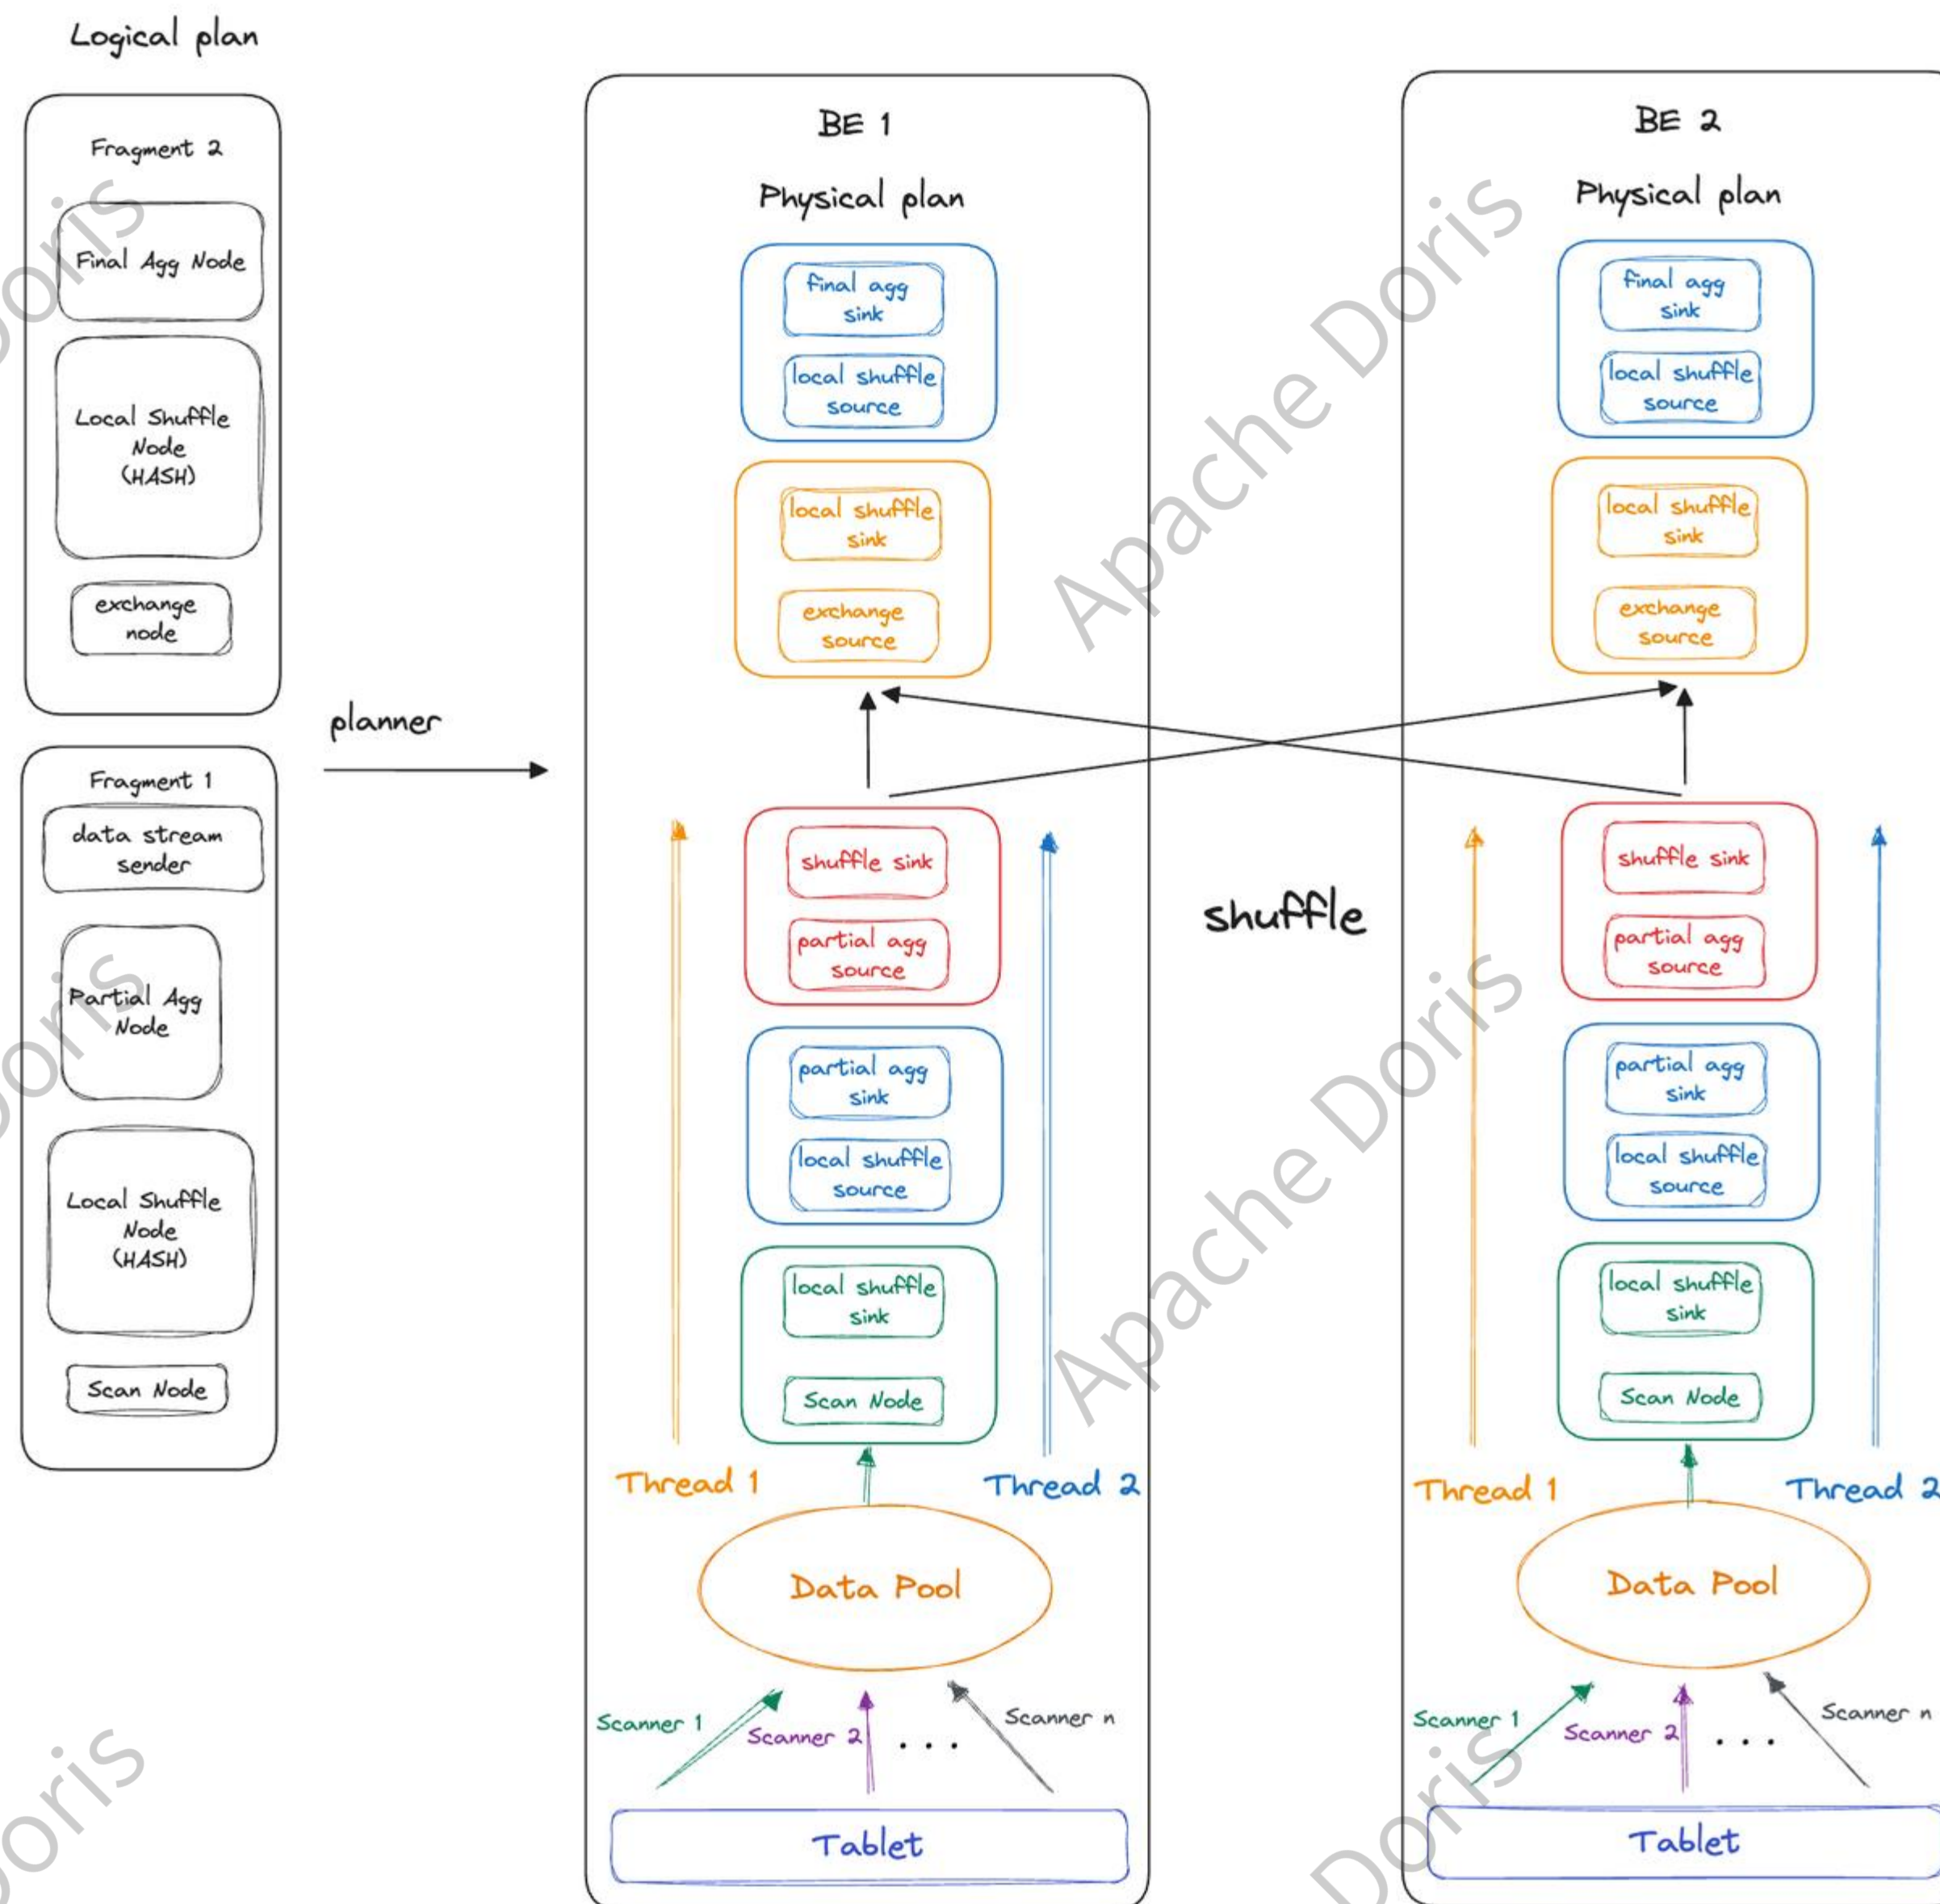 Logical plan
Fragment 2
Final Agg Node
Local Shuffle
Node
(HASH)
exchange
node
Fragment 1
data stream
sender
Partial Agg
Node
Local Shuffle
Node
(HASH)
Scan Node
planner
BE 1
Physical plan
final agg
sink
local shuffle
source
local shuffle
sink
exchange
source
shuffle sink
partial agg
source
partial agg
sink
local shuffle
source
local shuffle
sink
Scan Node
Thread 1
Thread 2
Data Pool
Scanner 1
Scanner 2
...
Scanner n
Tablet
shuffle
BE 2
Physical plan
final agg
sink
local shuffle
source
local shuffle
sink
exchange
source
shuffle sink
partial agg
source
partial agg
sink
local shuffle
source
local shuffle
sink
Scan Node
Thread 1
Thread 2
Data Pool
Scanner 1
Scanner 2
...
Scanner n
Tablet
Doris
Apache Doris
Doris
Apache Doris
Doris
Doris